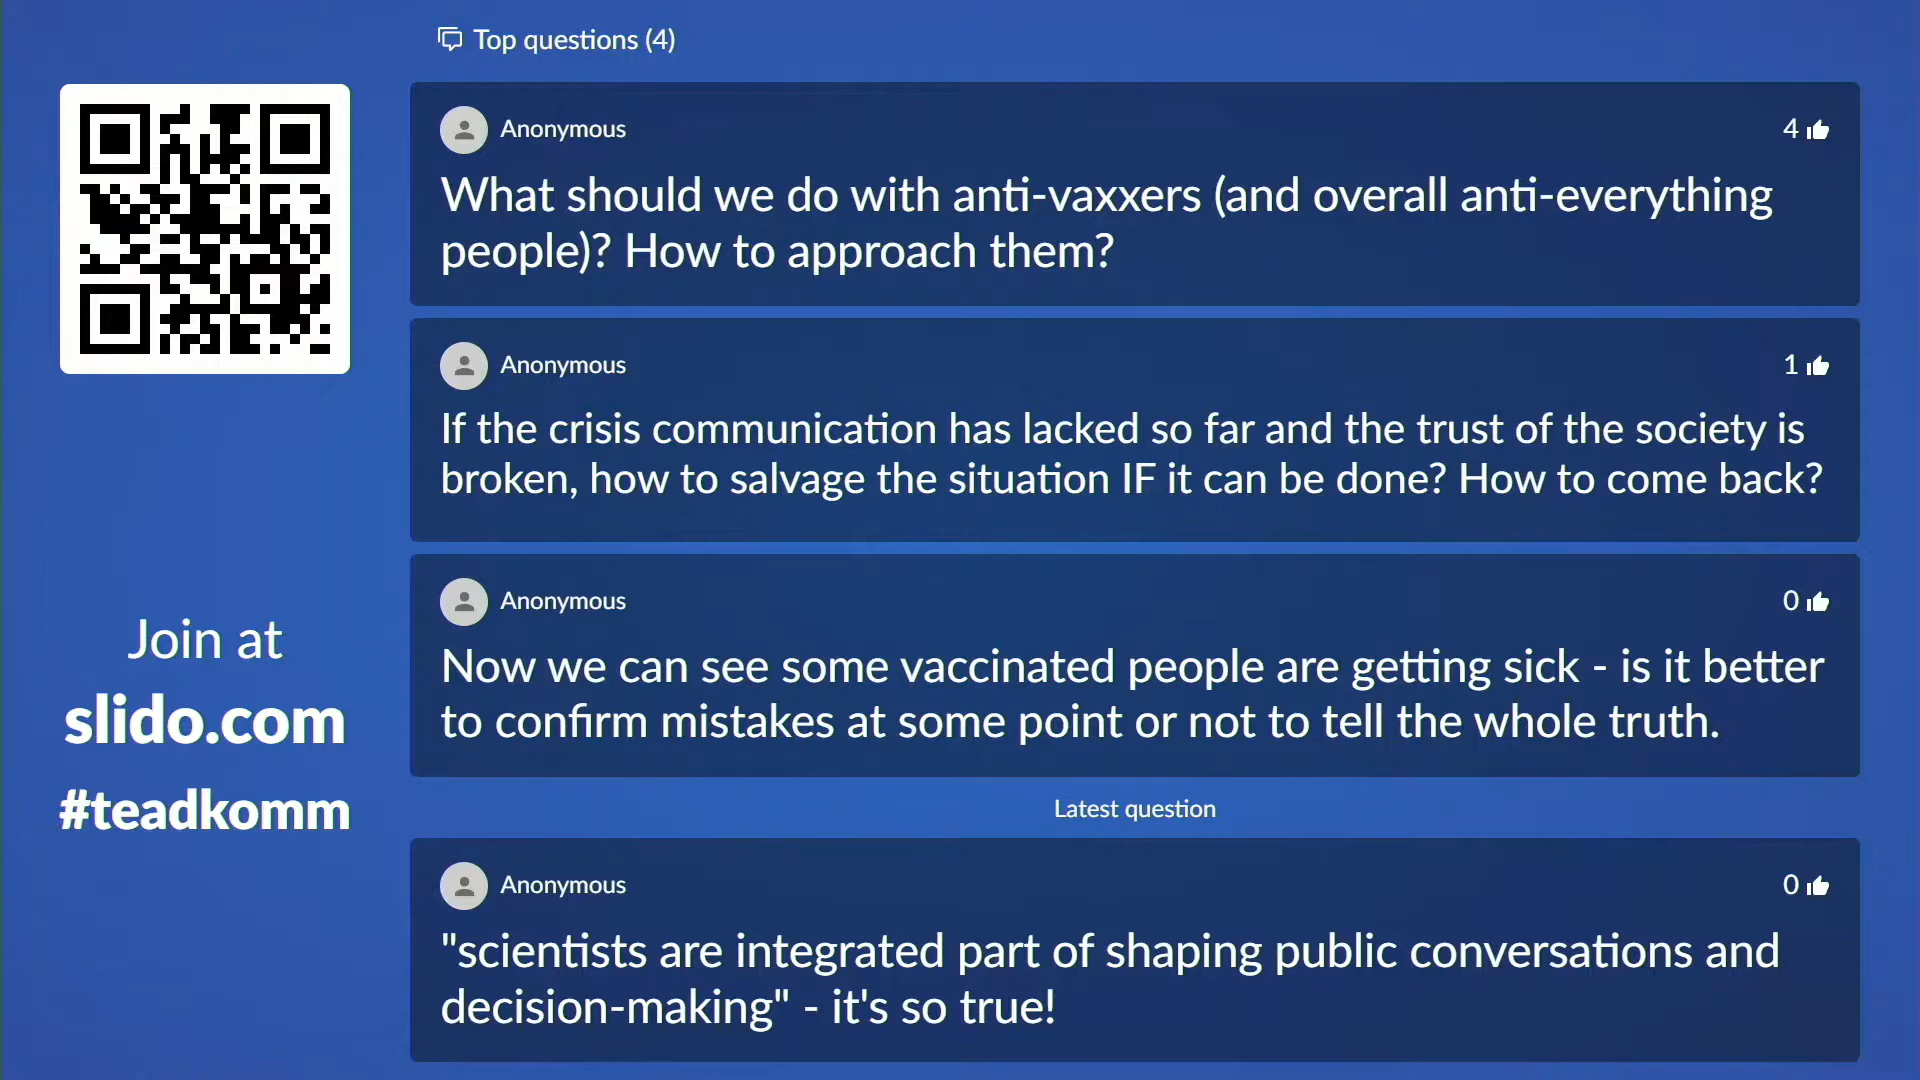 Top questions (4)
Anonymous
4
What should we do with anti-vaxxers (and overall anti-everything
people)? How to approach them?
Anonymous
1
If the crisis communication has lacked so far and the trust of the society is
broken, how to salvage the situation IF it can be done? How to come back?
Anonymous
0
Now we can see some vaccinated people are getting sick - is it better
to confirm mistakes at some point or not to tell the whole truth.
Latest question
Anonymous
0
"scientists are integrated part of shaping public conversations and
decision-making" - it's so true!
Join at
slido.com
#teadkomm